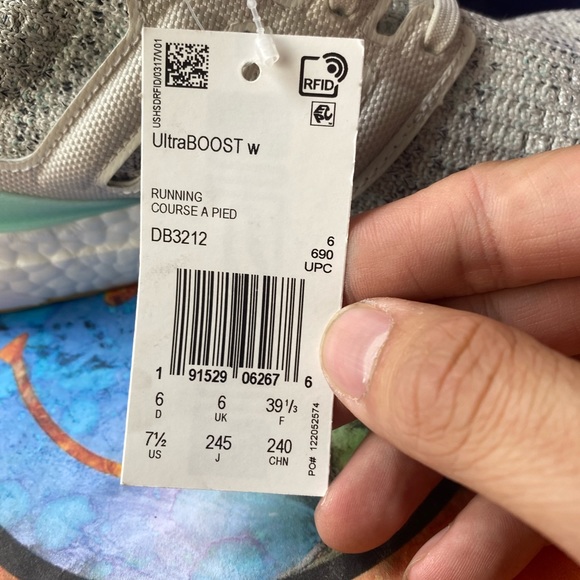 USHSDRFID/0317/V01
RFID
UltraBOOST w
RUNNING
COURSE A PIED
DB3212
6
690
UPC
1 91529 06267 6
6 6 39 1/3
D UK F
7½ 245 240
US J CHN
PO# 122052574